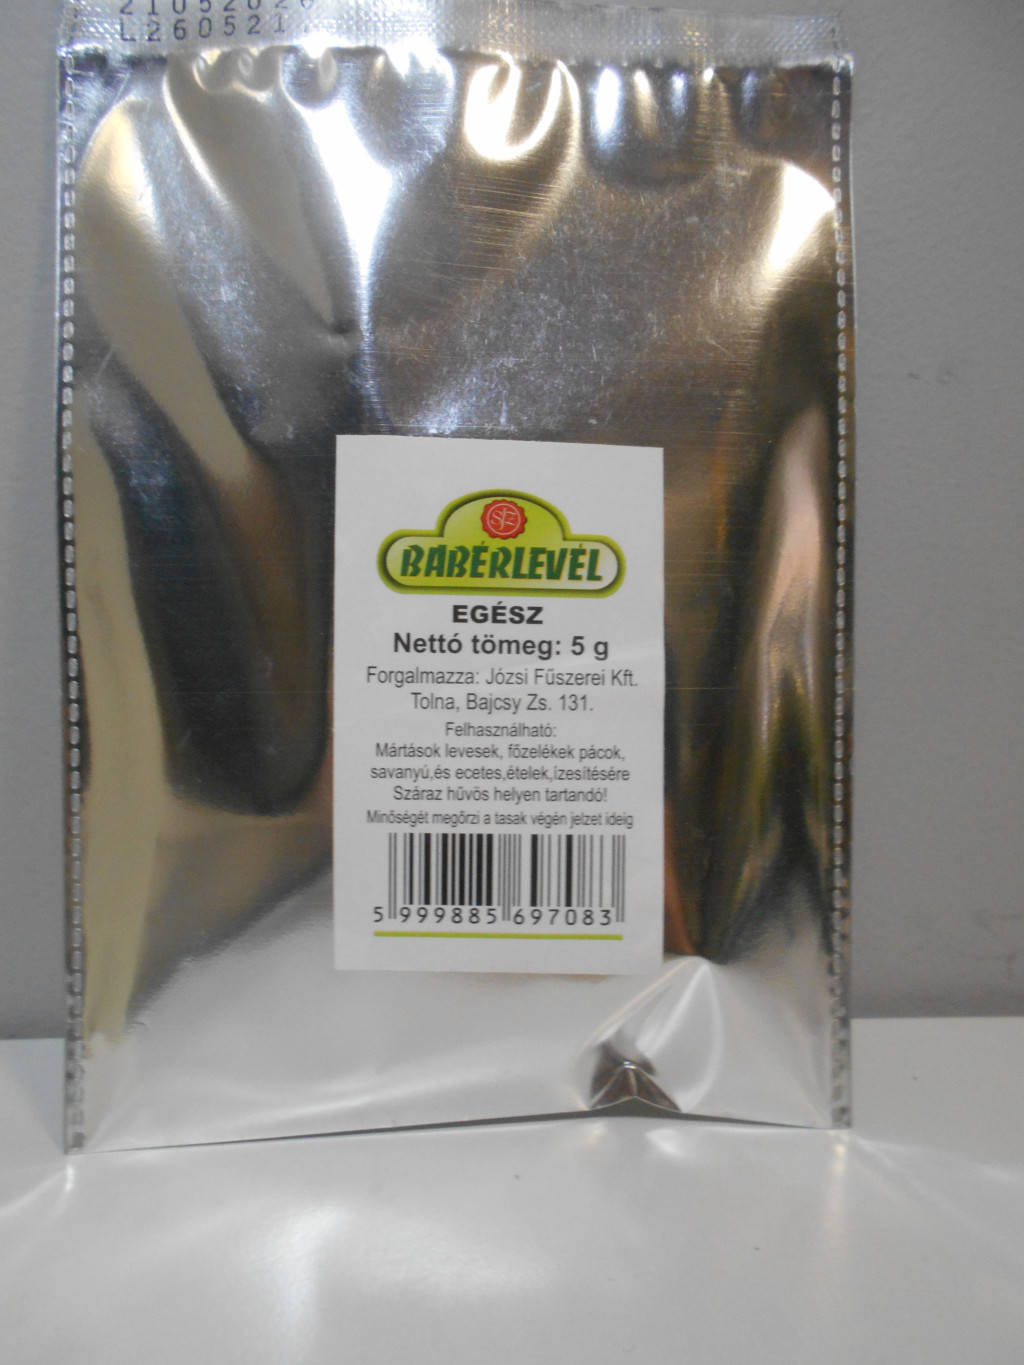 21052026
L260521
BABÉRLEVÉL
EGÉSZ
Nettó tömeg: 5 g
Forgalmazza: Józsi Fűszerei Kft.
Tolna, Bajcsy Zs. 131.
Felhasználható:
Mártások levesek, főzelékek pácok,
savanyú,és ecetes,ételek,ízesítésére
Száraz hűvös helyen tartandó!
Minőségét megőrzi a tasak végén jelzet ideig
5 999885 697083